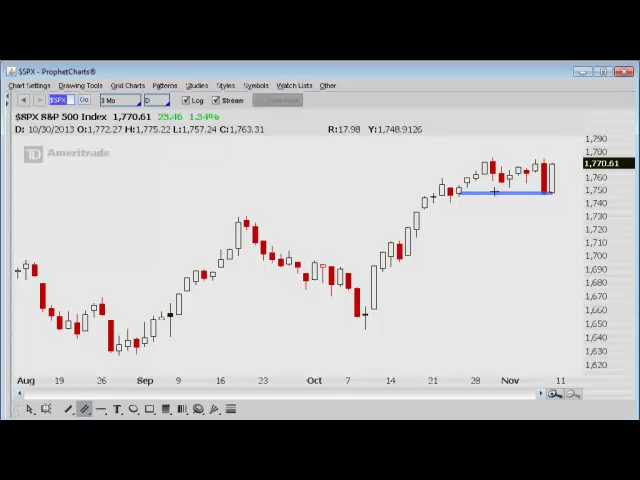 $SPX - ProphetCharts®
Chart Settings Drawing Tools Grid Charts Patterns Studies Styles Symbols Watch Lists Other
$SPX Go 3 Mo D Log Stream
$SPX S&P 500 Index 1,770.61 23.46 1.34%
D: 10/30/2013 O:1,772.27 H:1,775.22 L:1,757.24 C:1,763.31 R:17.98 Y:1,748.9126
TD Ameritrade
1,790
1,780
1,770.61
1,760
1,750
1,740
1,730
1,720
1,710
1,700
1,690
1,680
1,670
1,660
1,650
1,640
1,630
1,620
Aug 19 26 Sep 9 16 23 Oct 7 14 21 28 Nov 11
T